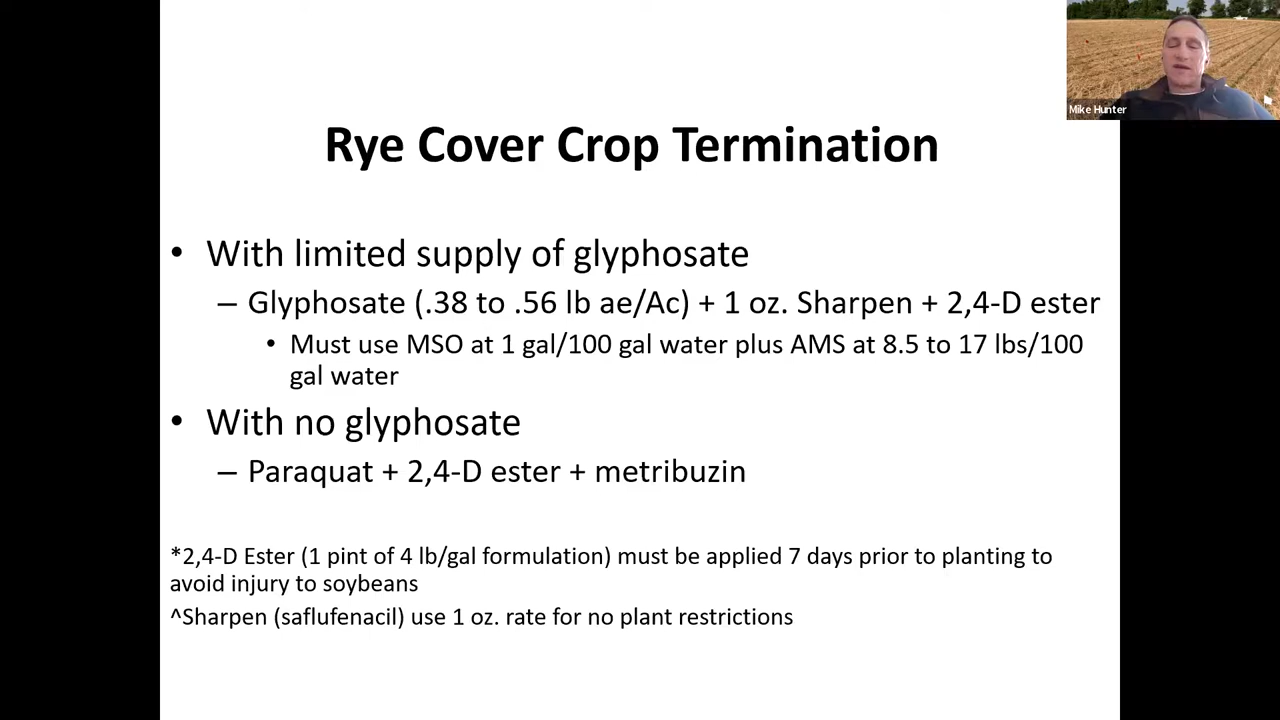 Mike Hunter
Rye Cover Crop Termination
• With limited supply of glyphosate
– Glyphosate (.38 to .56 lb ae/Ac) + 1 oz. Sharpen + 2,4-D ester
• Must use MSO at 1 gal/100 gal water plus AMS at 8.5 to 17 lbs/100
gal water
• With no glyphosate
– Paraquat + 2,4-D ester + metribuzin
*2,4-D Ester (1 pint of 4 lb/gal formulation) must be applied 7 days prior to planting to
avoid injury to soybeans
^Sharpen (saflufenacil) use 1 oz. rate for no plant restrictions